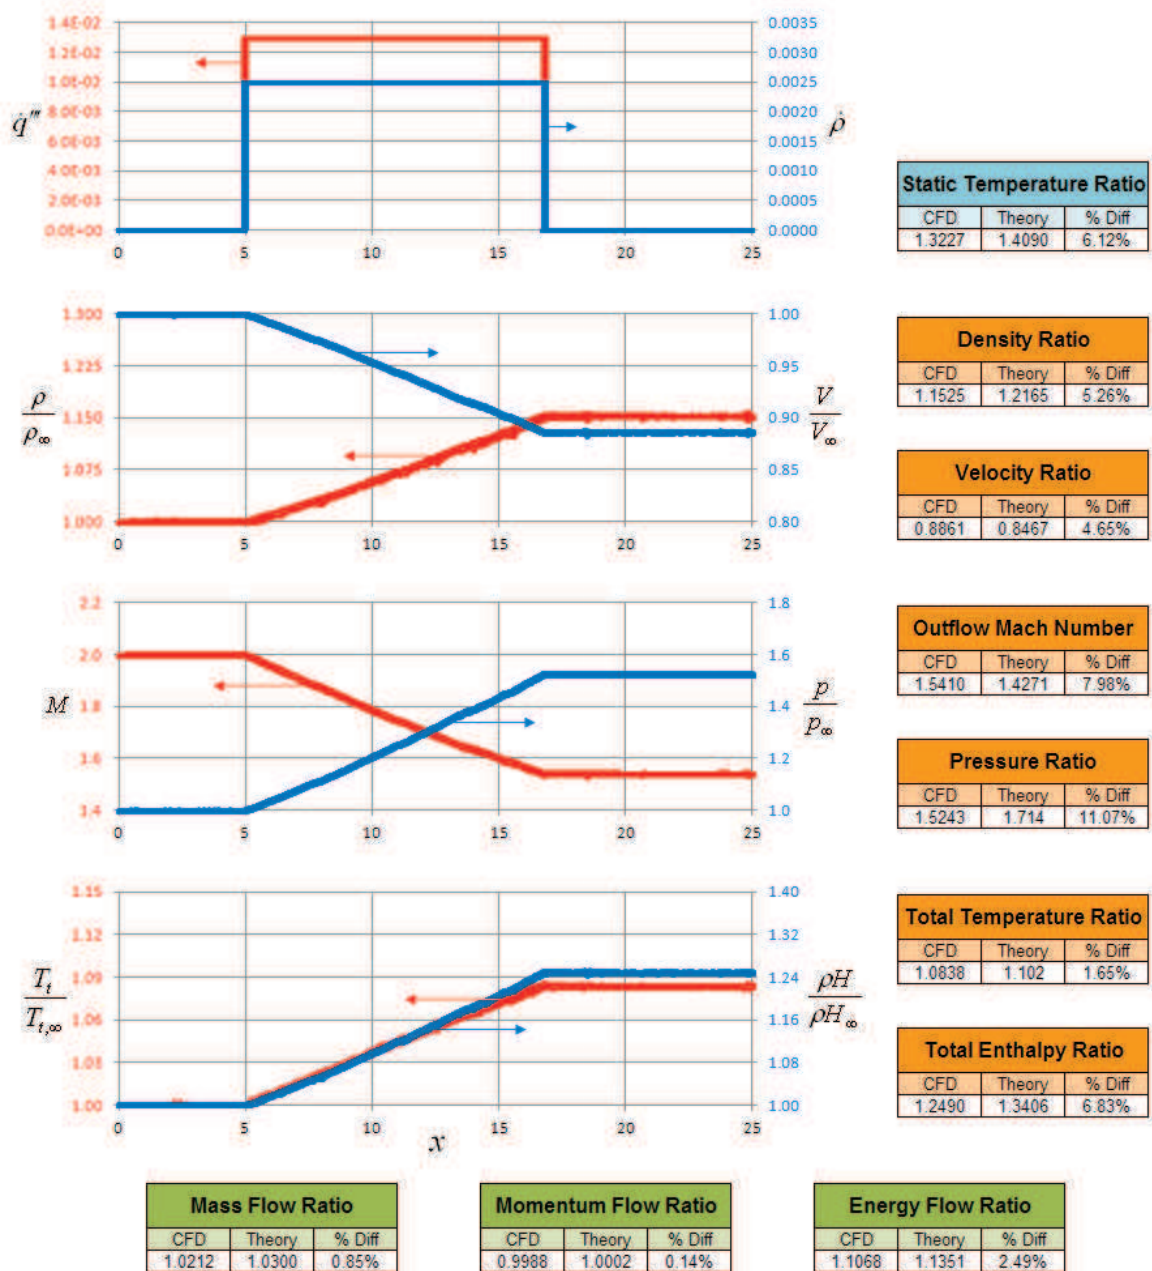 1.4E-02
1.2E-02
1.0E-02
8.0E-03
6.0E-03
4.0E-03
2.0E-03
0.0E+00
q̇'''
0.0035
0.0030
0.0025
0.0020
0.0015
0.0010
0.0005
0.0000
ρ̇
0 5 10 15 20 25
Static Temperature Ratio
CFD Theory % Diff
1.3227 1.4090 6.12%
1.300
1.225
1.150
1.075
1.000
ρ/ρ∞
1.00
0.95
0.90
0.85
0.80
V/V∞
0 5 10 15 20 25
Density Ratio
CFD Theory % Diff
1.1525 1.2165 5.26%
Velocity Ratio
CFD Theory % Diff
0.8861 0.8467 4.65%
2.2
2.0
1.8
1.6
1.4
M
1.8
1.6
1.4
1.2
1.0
p/p∞
0 5 10 15 20 25
Outflow Mach Number
CFD Theory % Diff
1.5410 1.4271 7.98%
Pressure Ratio
CFD Theory % Diff
1.5243 1.714 11.07%
1.15
1.12
1.09
1.06
1.03
1.00
T_t/T_t,∞
1.40
1.32
1.24
1.16
1.08
1.00
ρH/ρH∞
0 5 10 15 20 25
x
Total Temperature Ratio
CFD Theory % Diff
1.0838 1.102 1.65%
Total Enthalpy Ratio
CFD Theory % Diff
1.2490 1.3406 6.83%
Mass Flow Ratio
CFD Theory % Diff
1.0212 1.0300 0.85%
Momentum Flow Ratio
CFD Theory % Diff
0.9988 1.0002 0.14%
Energy Flow Ratio
CFD Theory % Diff
1.1068 1.1351 2.49%